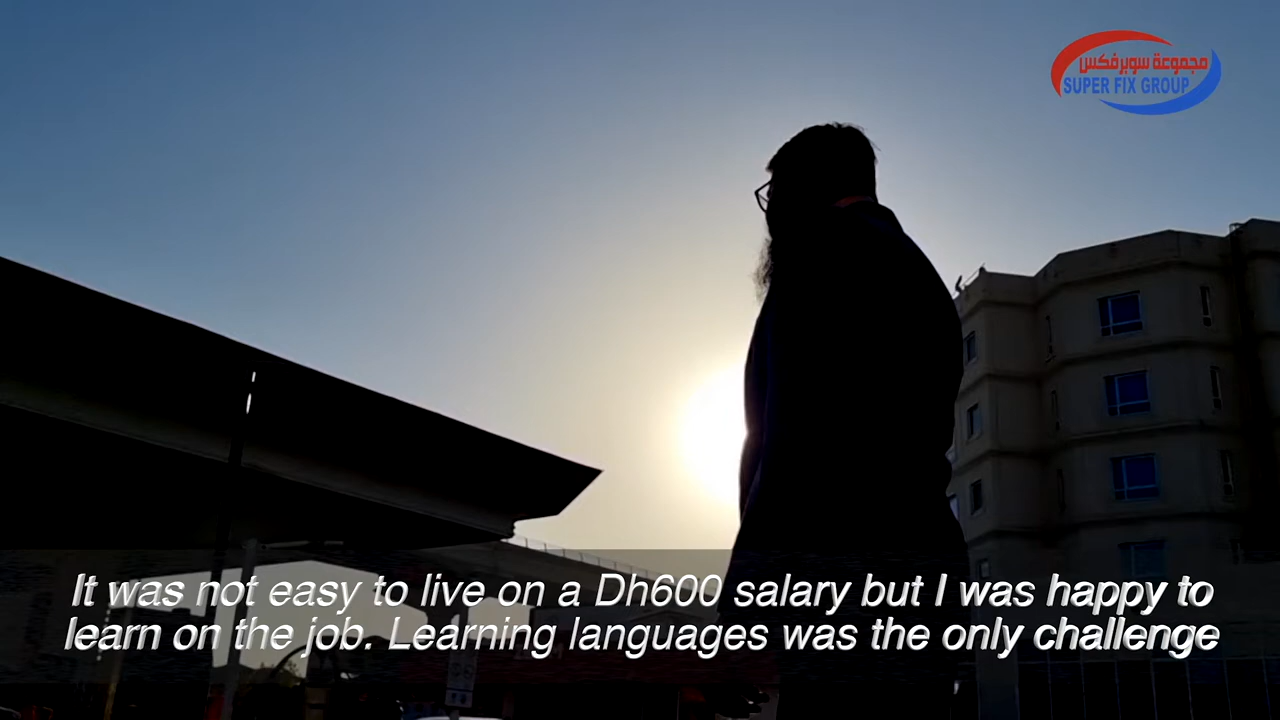 مجموعة سوبرفكس
SUPER FIX GROUP
It was not easy to live on a Dh600 salary but I was happy to
learn on the job. Learning languages was the only challenge